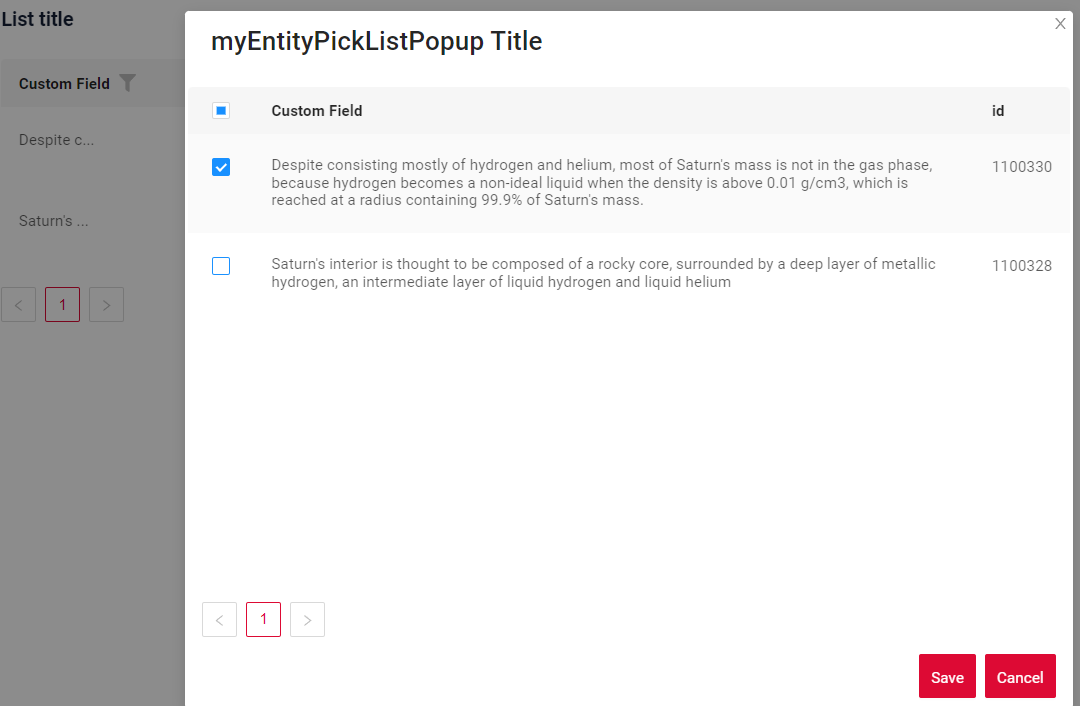 List title
Custom Field
Despite c...
Saturn's ...
<
1
>
myEntityPickListPopup Title
Custom Field
id
Despite consisting mostly of hydrogen and helium, most of Saturn's mass is not in the gas phase,
because hydrogen becomes a non-ideal liquid when the density is above 0.01 g/cm3, which is
reached at a radius containing 99.9% of Saturn's mass.
1100330
Saturn's interior is thought to be composed of a rocky core, surrounded by a deep layer of metallic
hydrogen, an intermediate layer of liquid hydrogen and liquid helium
1100328
<
1
>
Save
Cancel